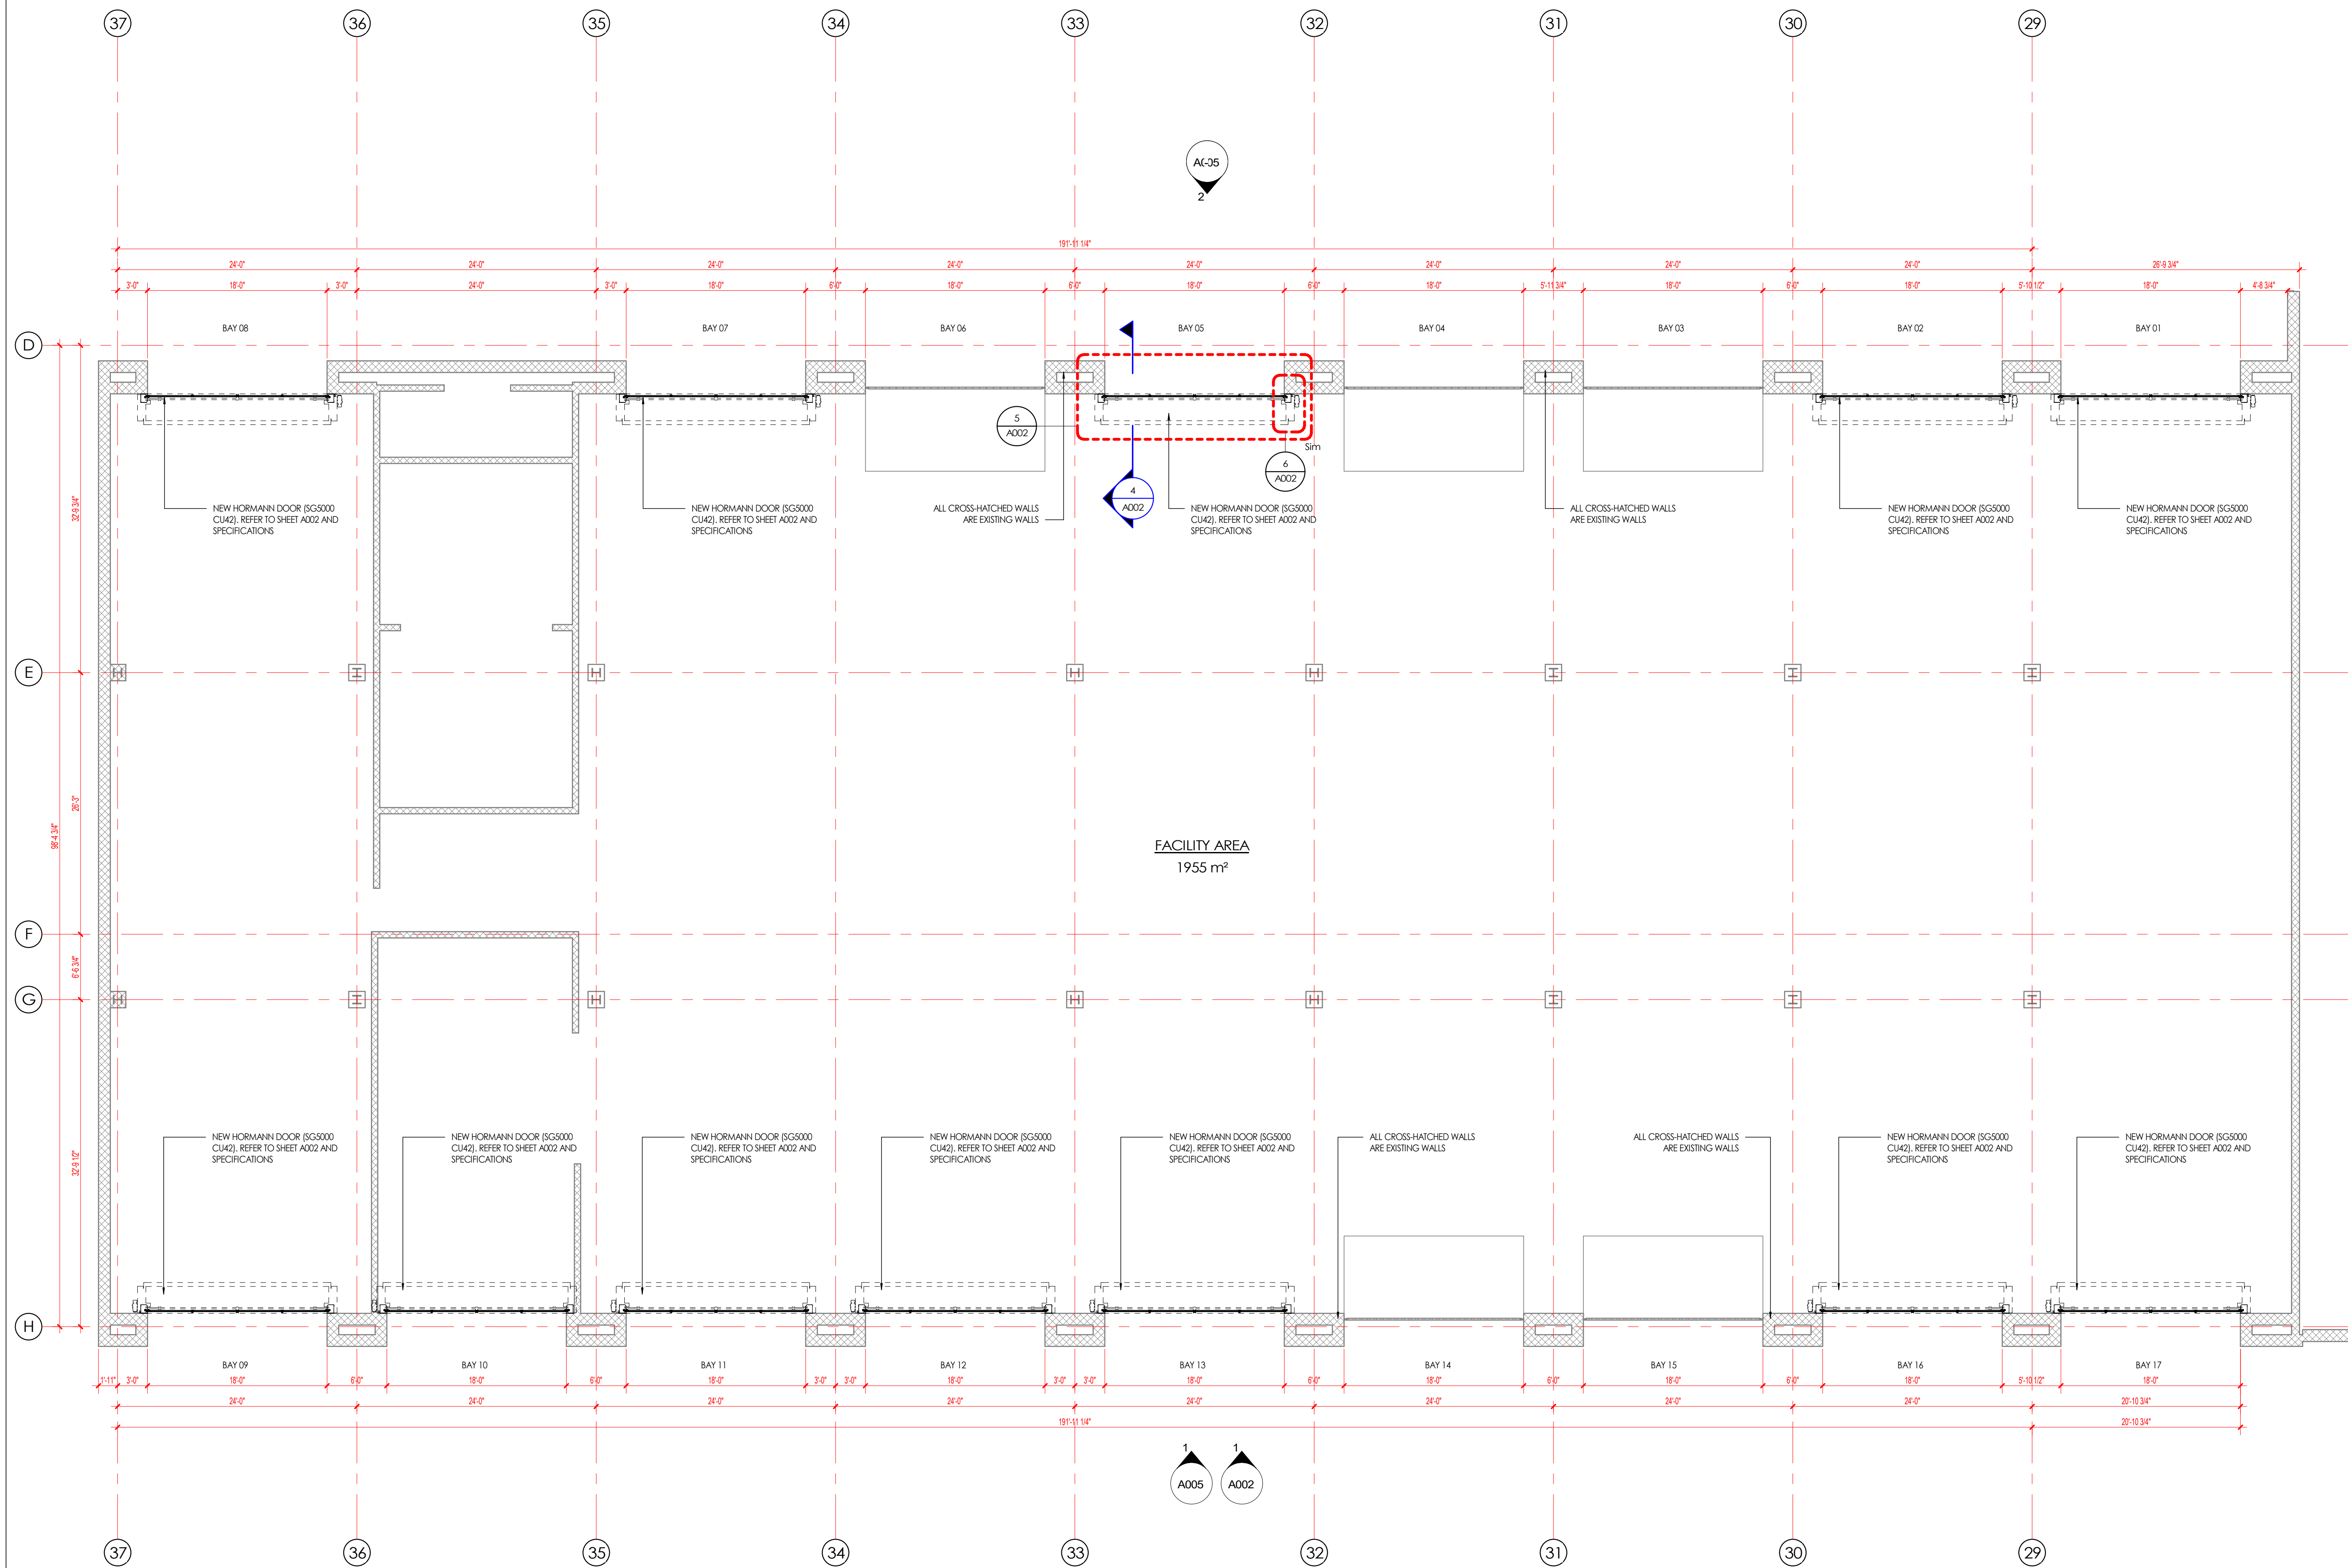 37 36 35 34 33 32 31 30 29
2
191'-11 1/4"
24'-0" 24'-0" 24'-0" 24'-0" 24'-0" 24'-0" 24'-0" 24'-0" 26'-9 3/4"
3'-0" 18'-0" 3'-0" 24'-0" 3'-0" 18'-0" 6'-0" 18'-0" 6'-0" 18'-0" 6'-0" 18'-0" 5'-11 3/4" 18'-0" 6'-0" 18'-0" 5'-10 1/2" 18'-0" 4'-8 3/4"
BAY 08 BAY 07 BAY 06 BAY 05 BAY 04 BAY 03 BAY 02 BAY 01
D
5
A002
Sim
6
A002
4
A002
NEW HORMANN DOOR (SG5000
CU42). REFER TO SHEET A002 AND
SPECIFICATIONS
NEW HORMANN DOOR (SG5000
CU42). REFER TO SHEET A002 AND
SPECIFICATIONS
ALL CROSS-HATCHED WALLS
ARE EXISTING WALLS
NEW HORMANN DOOR (SG5000
CU42). REFER TO SHEET A002 AND
SPECIFICATIONS
ALL CROSS-HATCHED WALLS
ARE EXISTING WALLS
NEW HORMANN DOOR (SG5000
CU42). REFER TO SHEET A002 AND
SPECIFICATIONS
NEW HORMANN DOOR (SG5000
CU42). REFER TO SHEET A002 AND
SPECIFICATIONS
32'-9 3/4"
E
26'-3"
98'-4 3/4"
FACILITY AREA
1955 m²
F
6'-6 3/4"
G
32'-9 1/2"
NEW HORMANN DOOR (SG5000
CU42). REFER TO SHEET A002 AND
SPECIFICATIONS
NEW HORMANN DOOR (SG5000
CU42). REFER TO SHEET A002 AND
SPECIFICATIONS
NEW HORMANN DOOR (SG5000
CU42). REFER TO SHEET A002 AND
SPECIFICATIONS
NEW HORMANN DOOR (SG5000
CU42). REFER TO SHEET A002 AND
SPECIFICATIONS
NEW HORMANN DOOR (SG5000
CU42). REFER TO SHEET A002 AND
SPECIFICATIONS
ALL CROSS-HATCHED WALLS
ARE EXISTING WALLS
ALL CROSS-HATCHED WALLS
ARE EXISTING WALLS
NEW HORMANN DOOR (SG5000
CU42). REFER TO SHEET A002 AND
SPECIFICATIONS
NEW HORMANN DOOR (SG5000
CU42). REFER TO SHEET A002 AND
SPECIFICATIONS
H
BAY 09 BAY 10 BAY 11 BAY 12 BAY 13 BAY 14 BAY 15 BAY 16 BAY 17
1'-11" 3'-0" 18'-0" 6'-0" 18'-0" 6'-0" 18'-0" 3'-0" 3'-0" 18'-0" 3'-0" 3'-0" 18'-0" 6'-0" 18'-0" 6'-0" 18'-0" 6'-0" 18'-0" 5'-10 1/2" 18'-0"
24'-0" 24'-0" 24'-0" 24'-0" 24'-0" 24'-0" 24'-0" 24'-0" 20'-10 3/4"
191'-11 1/4" 20'-10 3/4"
1 1
A005 A002
37 36 35 34 33 32 31 30 29